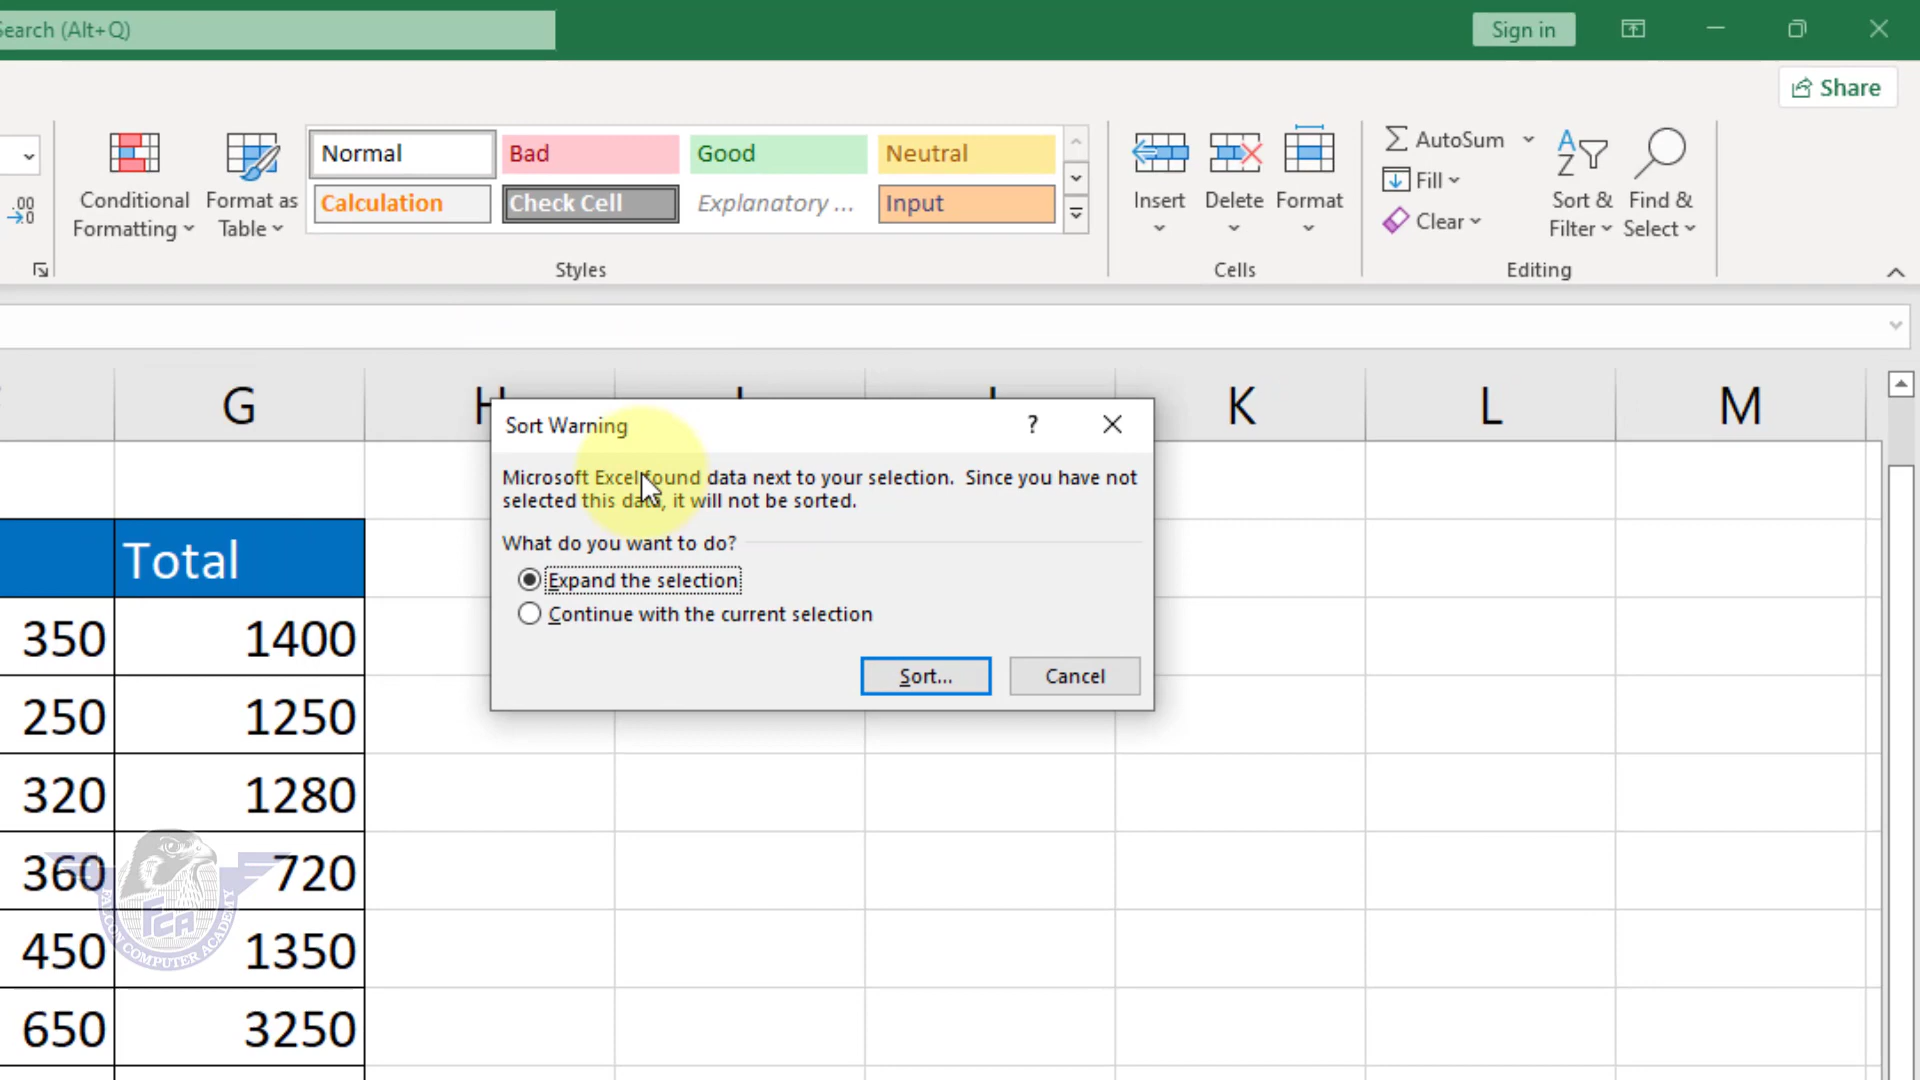 Search (Alt+Q)
Sign in
Share
Conditional Formatting
Format as Table
Normal
Bad
Good
Neutral
Calculation
Check Cell
Explanatory ...
Input
Styles
Insert
Delete
Format
Cells
AutoSum
Fill
Clear
Sort & Filter
Find & Select
Editing
G
K
L
M
Sort Warning
?
Microsoft Excel found data next to your selection. Since you have not
selected this data, it will not be sorted.
What do you want to do?
Expand the selection
Continue with the current selection
Sort...
Cancel
Total
350 1400
250 1250
320 1280
360 720
450 1350
650 3250
FCA
FALCON COMPUTER ACADEMY